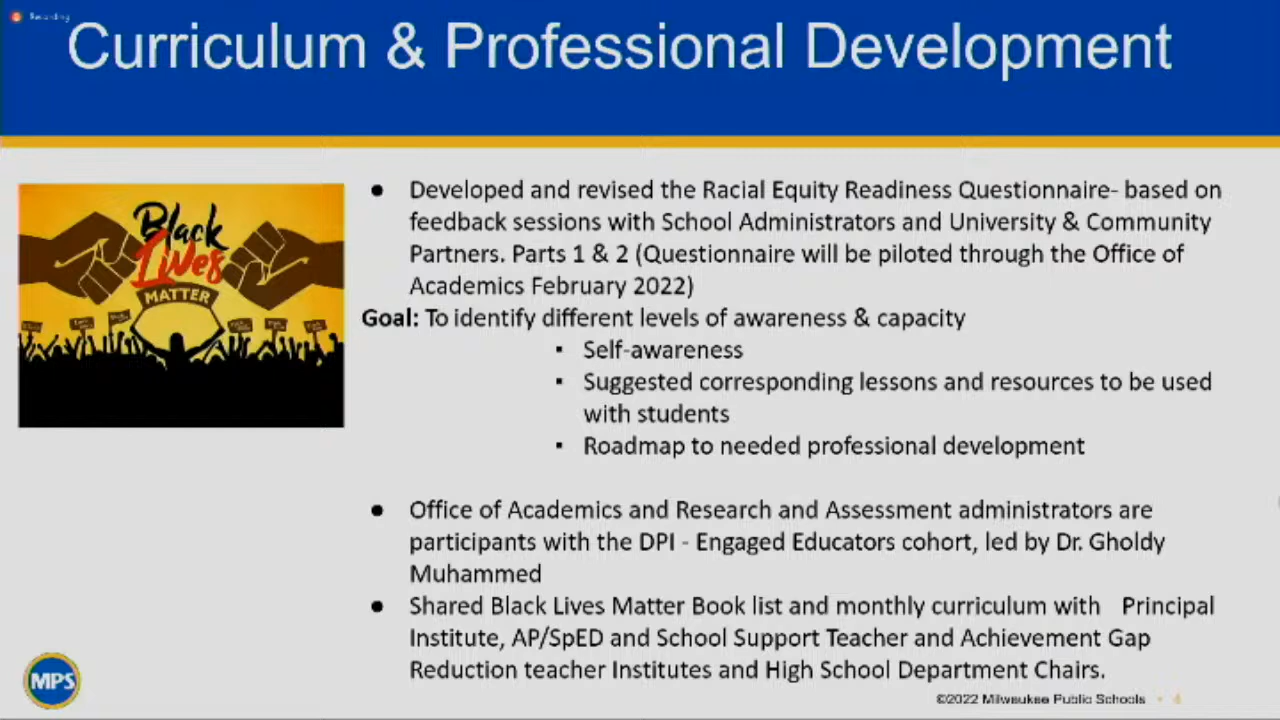 Recording
Curriculum & Professional Development
Black
Lives
MATTER
● Developed and revised the Racial Equity Readiness Questionnaire- based on
feedback sessions with School Administrators and University & Community
Partners. Parts 1 & 2 (Questionnaire will be piloted through the Office of
Academics February 2022)
Goal: To identify different levels of awareness & capacity
▪ Self-awareness
▪ Suggested corresponding lessons and resources to be used
with students
▪ Roadmap to needed professional development
● Office of Academics and Research and Assessment administrators are
participants with the DPI - Engaged Educators cohort, led by Dr. Gholdy
Muhammed
● Shared Black Lives Matter Book list and monthly curriculum with Principal
Institute, AP/SpED and School Support Teacher and Achievement Gap
Reduction teacher Institutes and High School Department Chairs.
MPS
©2022 Milwaukee Public Schools • 4